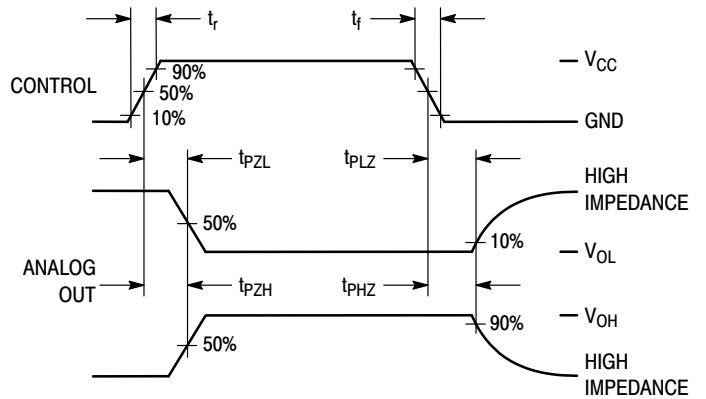 tr
tf
90%
VCC
CONTROL
50%
10%
GND
tPZL
tPLZ
HIGH
IMPEDANCE
50%
10%
VOL
ANALOG
OUT
tPZH
tPHZ
VOH
90%
50%
HIGH
IMPEDANCE